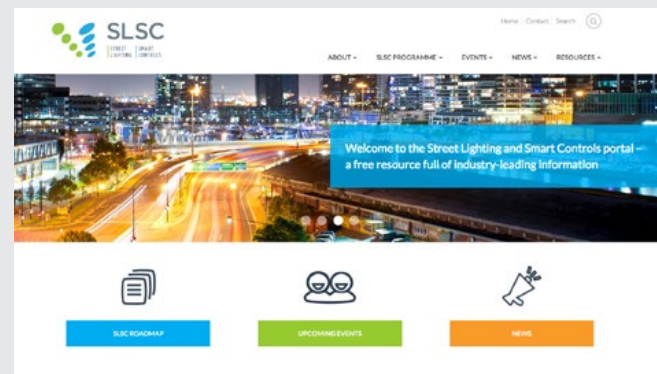 Home Contact Search
SLSC
STREET LIGHTING SMART CONTROLS
ABOUT SLSC PROGRAMME EVENTS NEWS RESOURCES
Welcome to the Street Lighting and Smart Controls portal –
a free resource full of industry-leading information
SLSC ROADMAP UPCOMING EVENTS NEWS